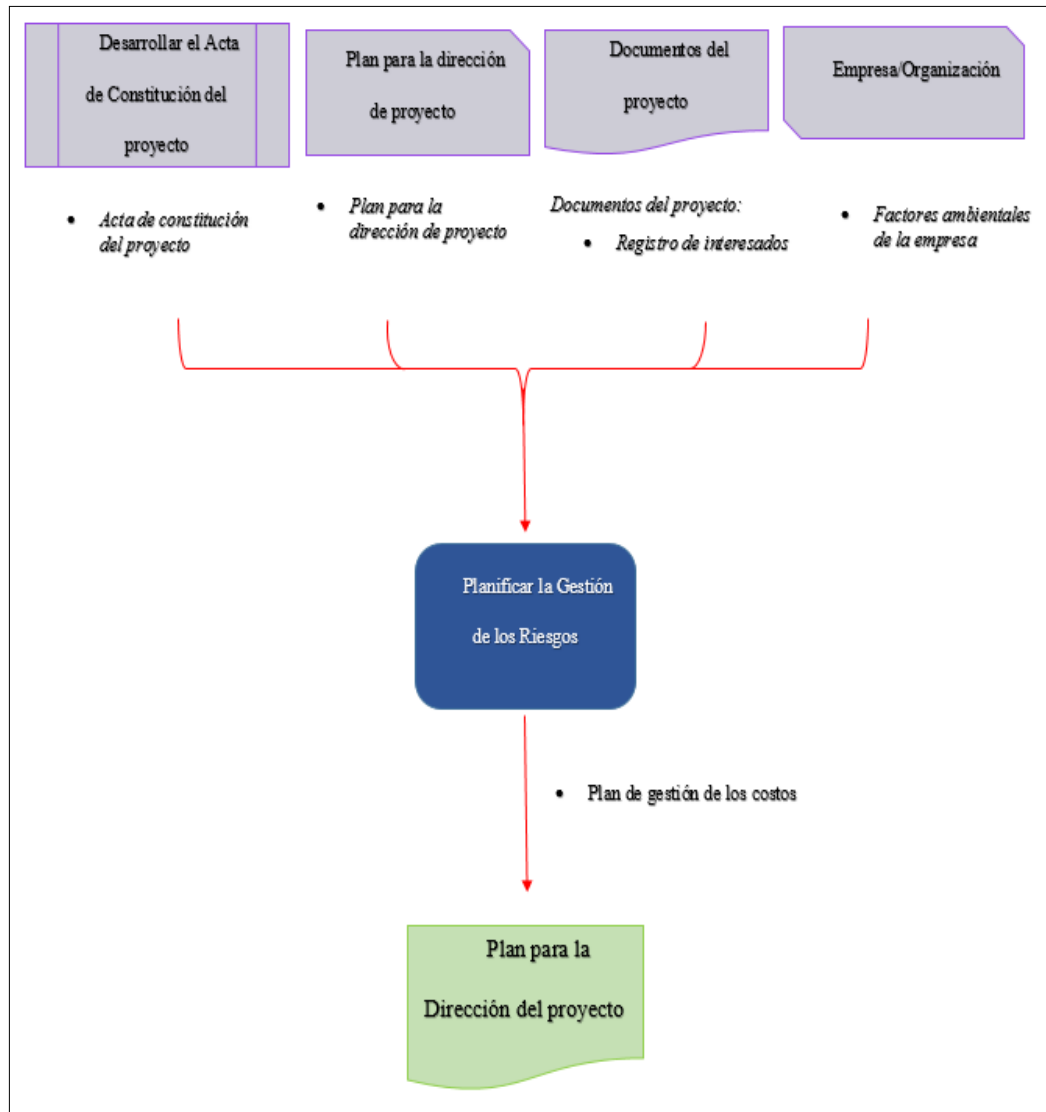 Desarrollar el Acta
de Constitución del
proyecto
Plan para la dirección
de proyecto
Documentos del
proyecto
Empresa/Organización
• Acta de constitución
del proyecto
• Plan para la
dirección de proyecto
Documentos del proyecto:
• Registro de interesados
• Factores ambientales
de la empresa
Planificar la Gestión
de los Riesgos
• Plan de gestión de los costos
Plan para la
Dirección del proyecto